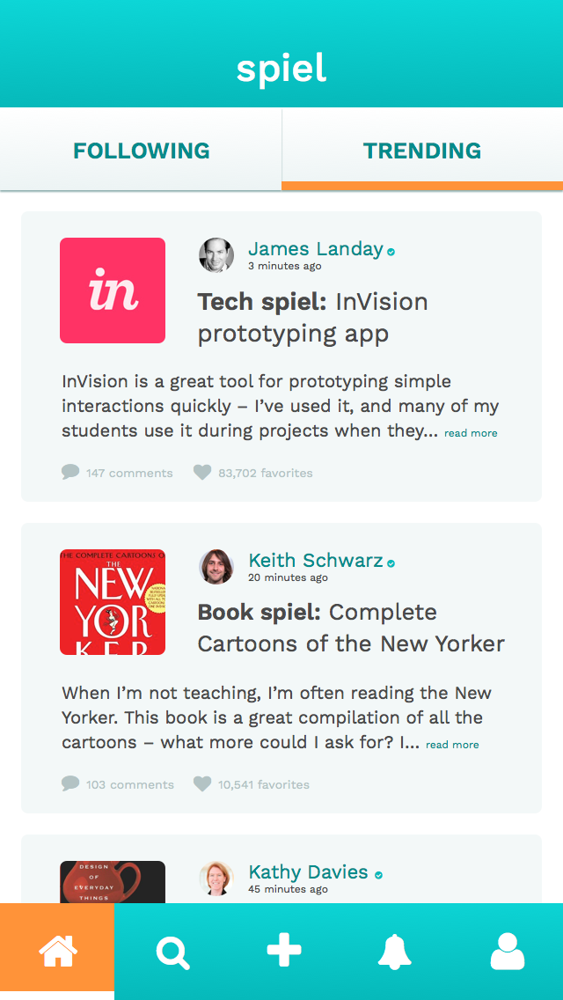 spiel
FOLLOWING
TRENDING
in
James Landay
3 minutes ago
Tech spiel: InVision
prototyping app
InVision is a great tool for prototyping simple
interactions quickly – I’ve used it, and many of my
students use it during projects when they... read more
147 comments
83,702 favorites
THE COMPLETE CARTOONS O
THE
NEW
YOR
KER
Keith Schwarz
20 minutes ago
Book spiel: Complete
Cartoons of the New Yorker
When I’m not teaching, I’m often reading the New
Yorker. This book is a great compilation of all the
cartoons – what more could I ask for? I... read more
103 comments
10,541 favorites
DESIGN
OF
EVERYDAY
THINGS
Kathy Davies
45 minutes ago